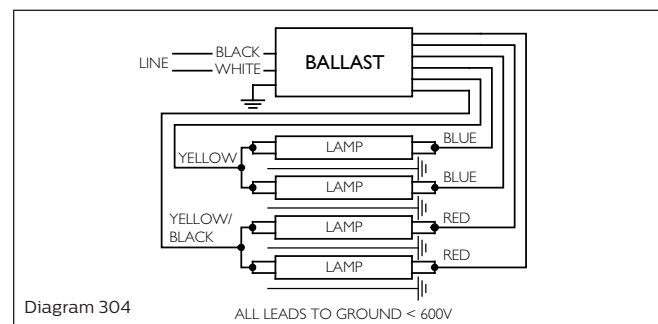 BLACK
LINE
WHITE
BALLAST
LAMP
BLUE
YELLOW
LAMP
BLUE
YELLOW/
BLACK
LAMP
RED
LAMP
RED
Diagram 304
ALL LEADS TO GROUND < 600V